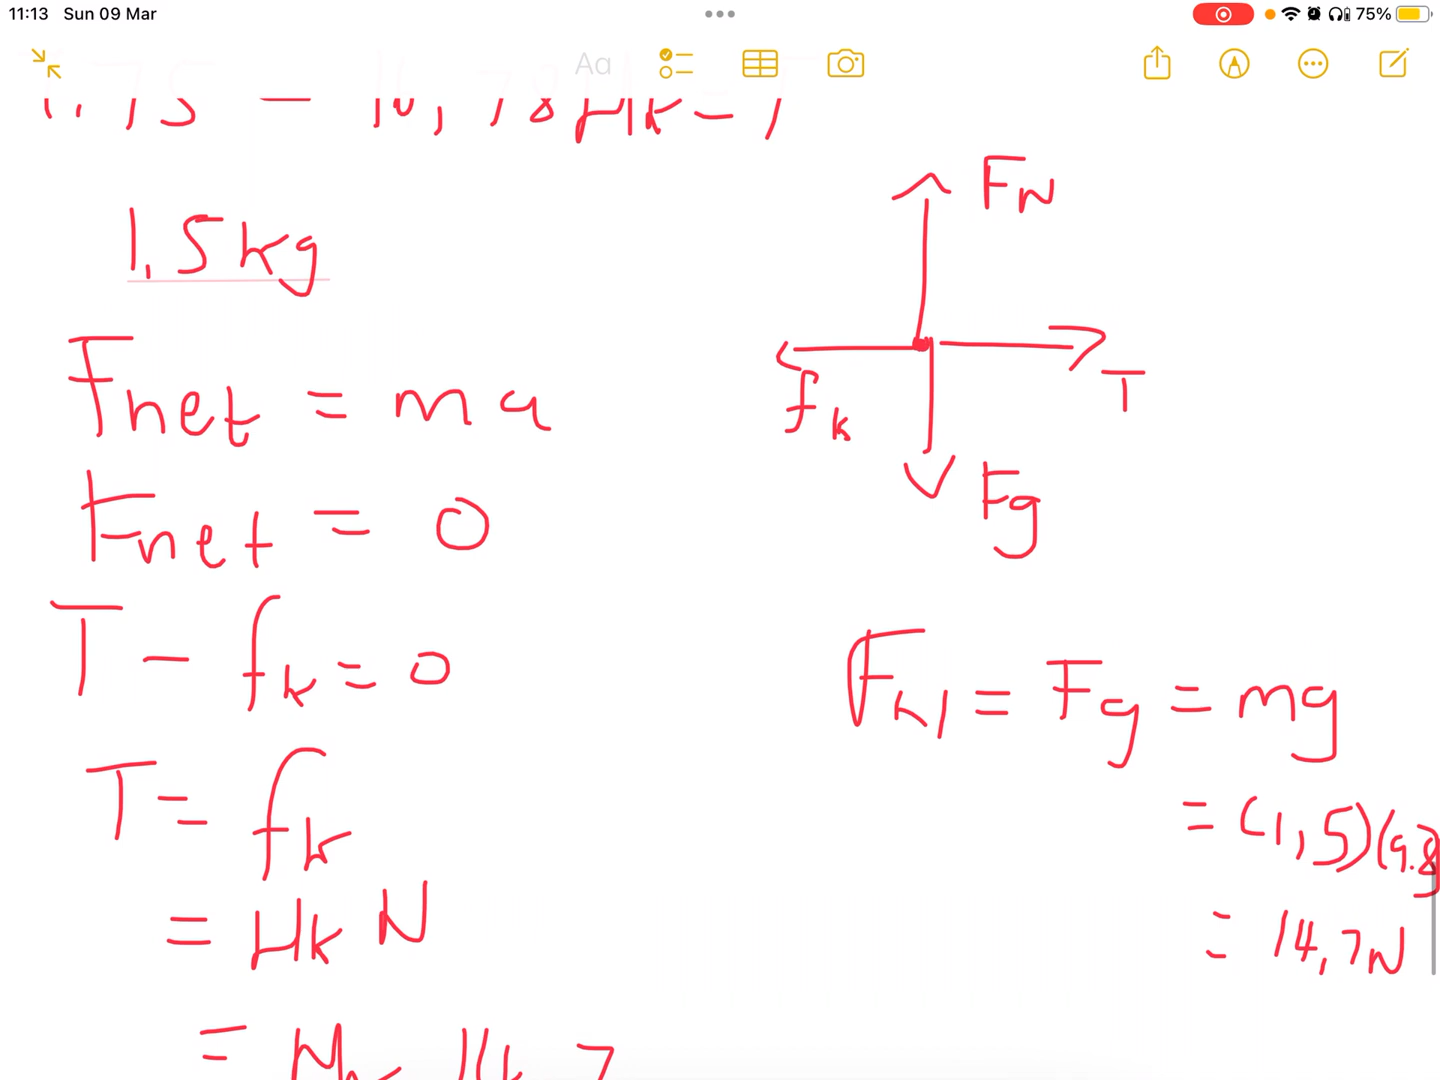 11:13 Sun 09 Mar
75%
Aa
1,5kg
Fnet = ma
Fnet = 0
T - fk = 0
T = fk
= μk N
FN
fk
T
Fg
FN = Fg = mg
= (1,5)(9.8
= 14,7N